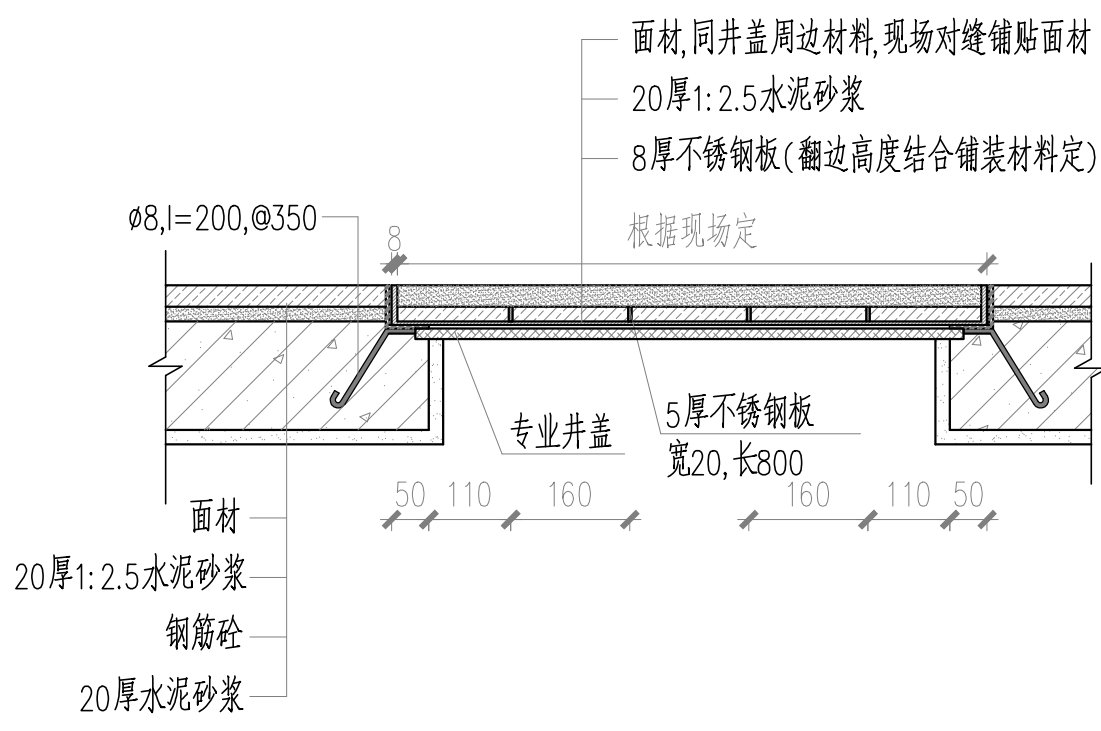 面材,同井盖周边材料,现场对缝铺贴面材
20厚1:2.5水泥砂浆
8厚不锈钢板(翻边高度结合铺装材料定)
ø8,l=200,@350
8
根据现场定
专业井盖
5厚不锈钢板
宽20,长800
50 110 160 160 110 50
面材
20厚1:2.5水泥砂浆
钢筋砼
20厚水泥砂浆